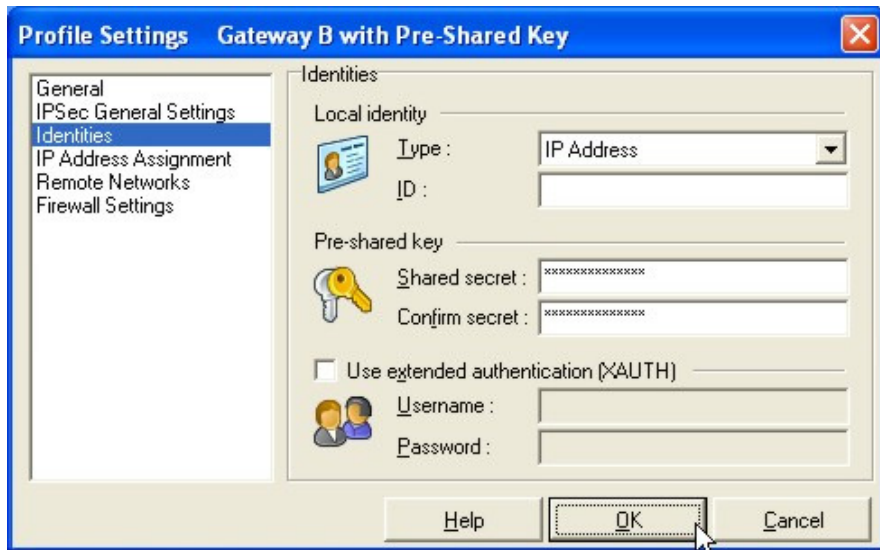 Profile Settings    Gateway B with Pre-Shared Key
General
IPSec General Settings
Identities
IP Address Assignment
Remote Networks
Firewall Settings
Identities
Local identity
Type : IP Address
ID :
Pre-shared key
Shared secret : **************
Confirm secret : **************
Use extended authentication (XAUTH)
Username :
Password :
Help OK Cancel